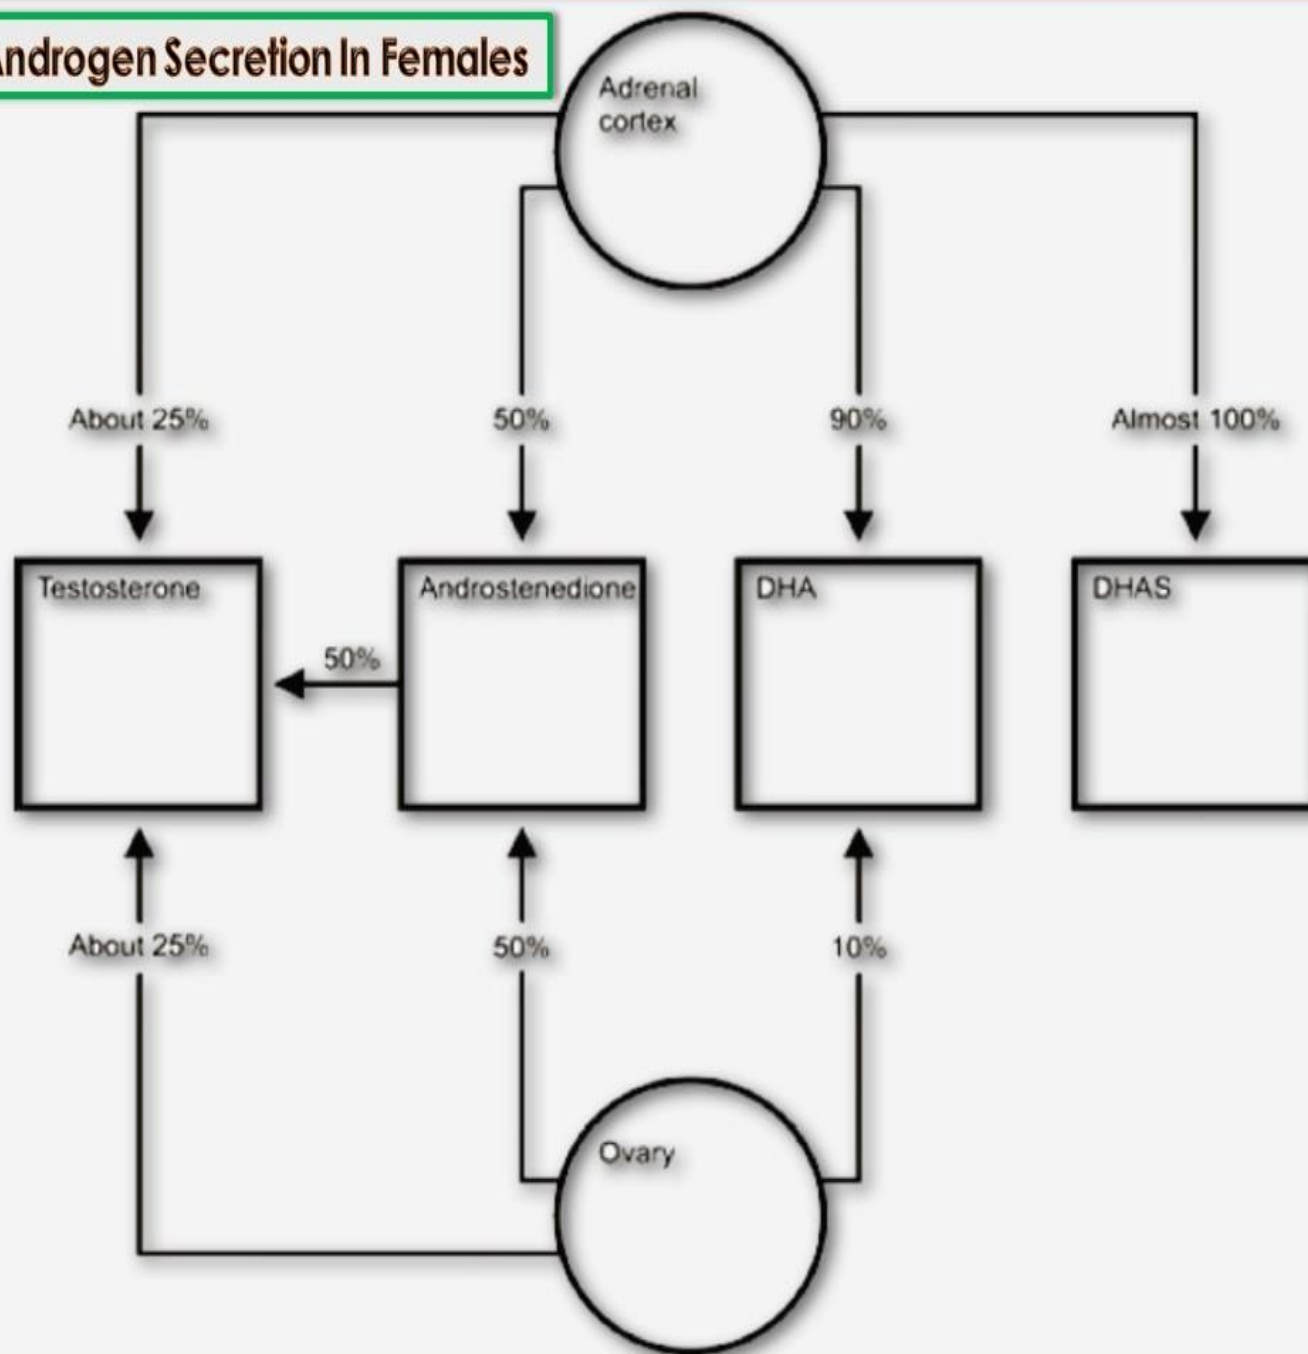 Androgen Secretion In Females
Adrenal
cortex
About 25%
50%
90%
Almost 100%
Testosterone
Androstenedione
DHA
DHAS
50%
About 25%
50%
10%
Ovary